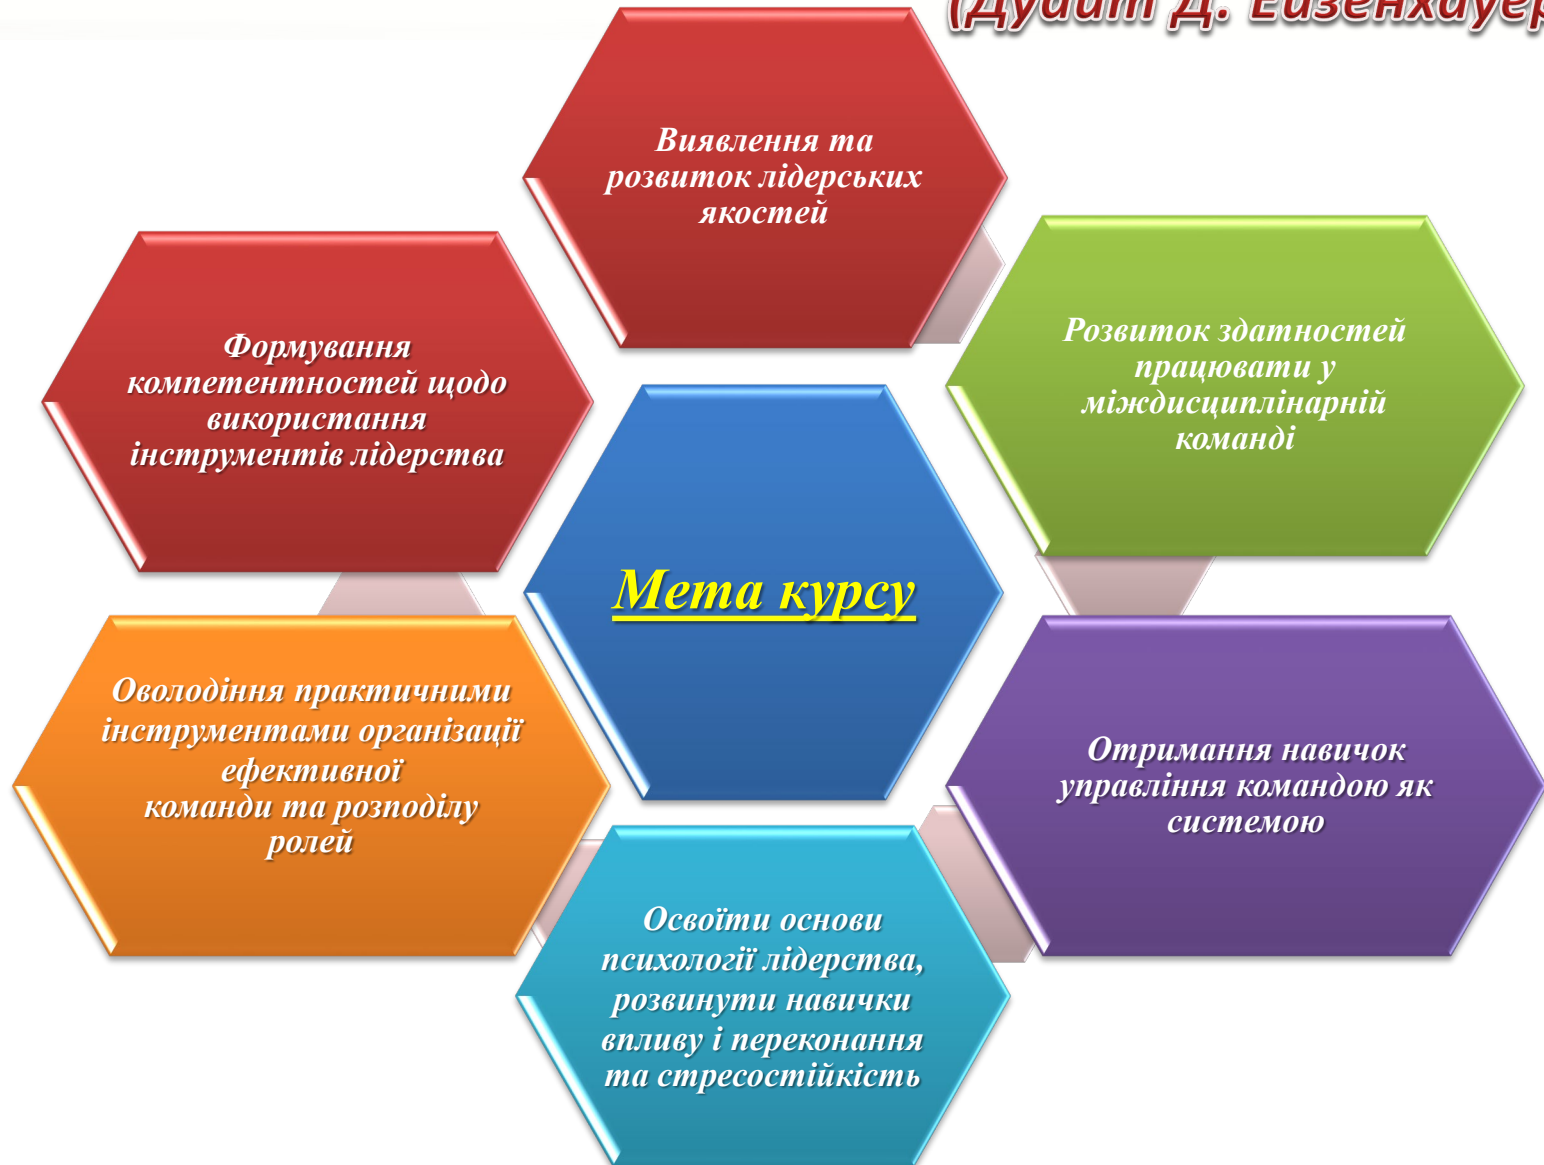 (Дуайт Д. Ейзенхауер
Виявлення та
розвиток лідерських
якостей
Розвиток здатностей
працювати у
міждисциплінарній
команді
Отримання навичок
управління командою як
системою
Освоїти основи
психології лідерства,
розвинути навички
впливу і переконання
та стресостійкість
Оволодіння практичними
інструментами організації
ефективної
команди та розподілу
ролей
Формування
компетентностей щодо
використання
інструментів лідерства
Мета курсу